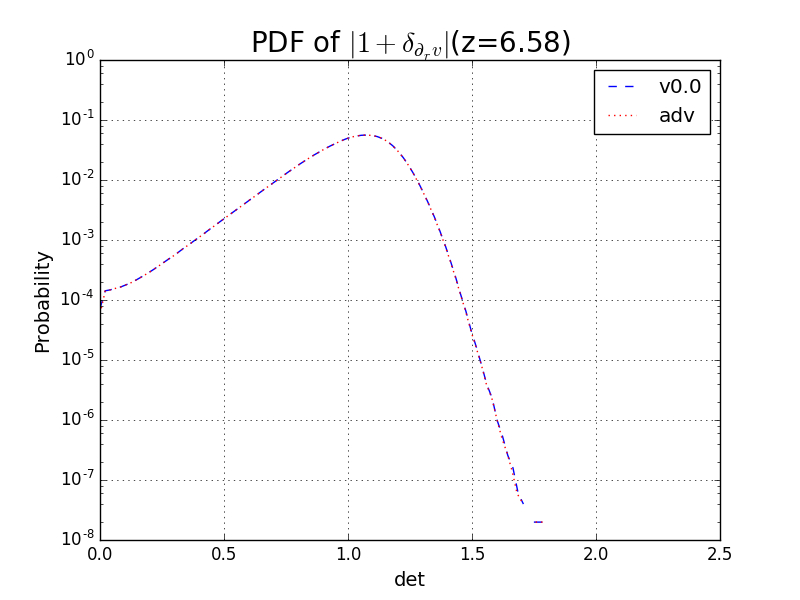 PDF of |1 + δ_{∂_r v}|(z=6.58)
10^0
10^-1
10^-2
10^-3
10^-4
10^-5
10^-6
10^-7
10^-8
Probability
v0.0
adv
0.0 0.5 1.0 1.5 2.0 2.5
det